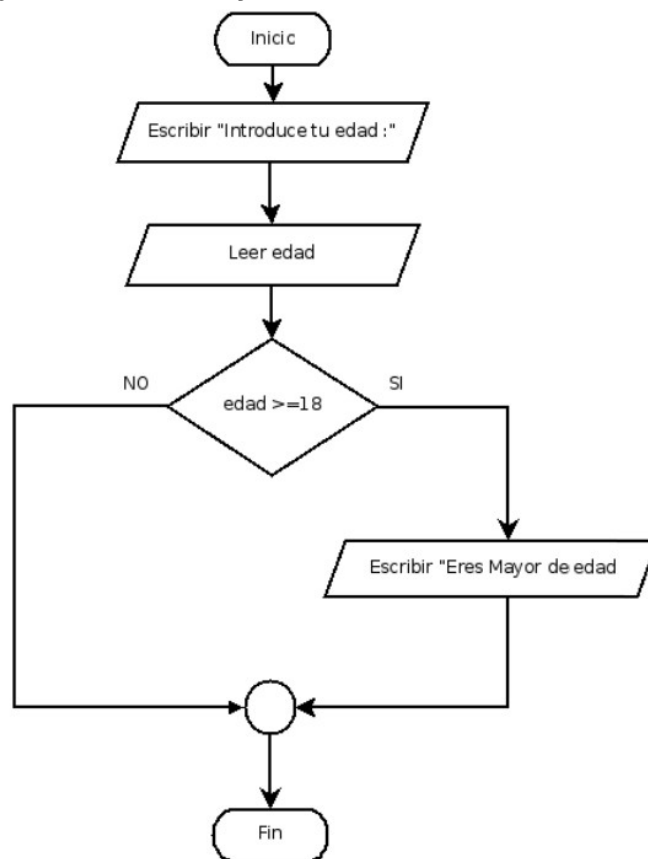 Inicic
Escribir "Introduce tu edad :"
Leer edad
NO
SI
edad >=18
Escribir "Eres Mayor de edad
Fin